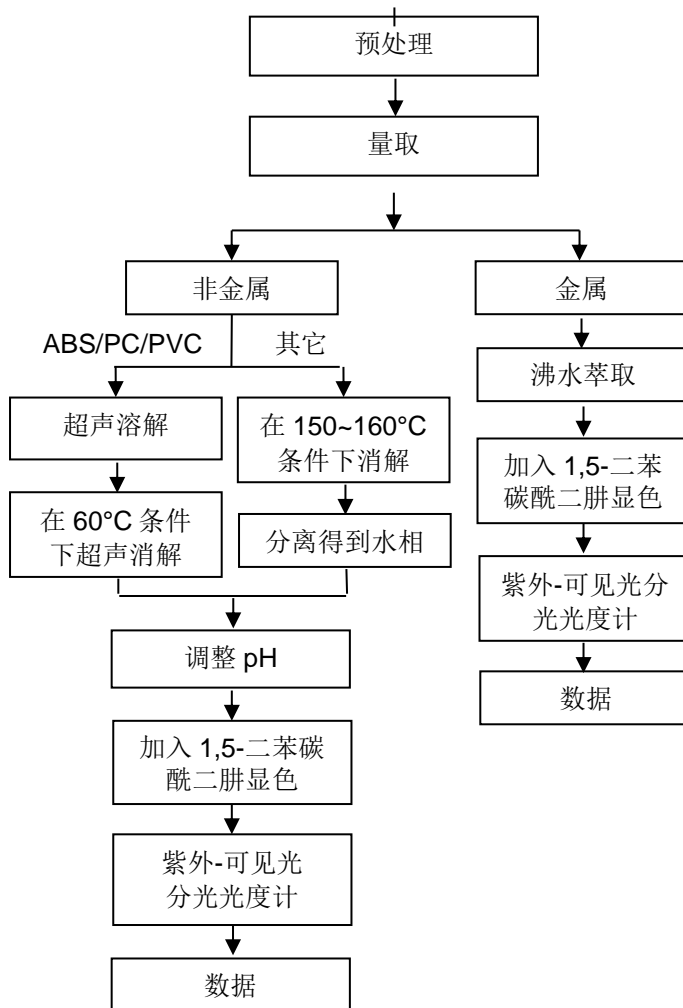 预处理
量取
非金属
金属
ABS/PC/PVC
其它
沸水萃取
超声溶解
在 150~160°C
条件下消解
加入 1,5-二苯
碳酰二肼显色
在 60°C 条件
下超声消解
分离得到水相
紫外-可见光分
光光度计
调整 pH
数据
加入 1,5-二苯碳
酰二肼显色
紫外-可见光
分光光度计
数据